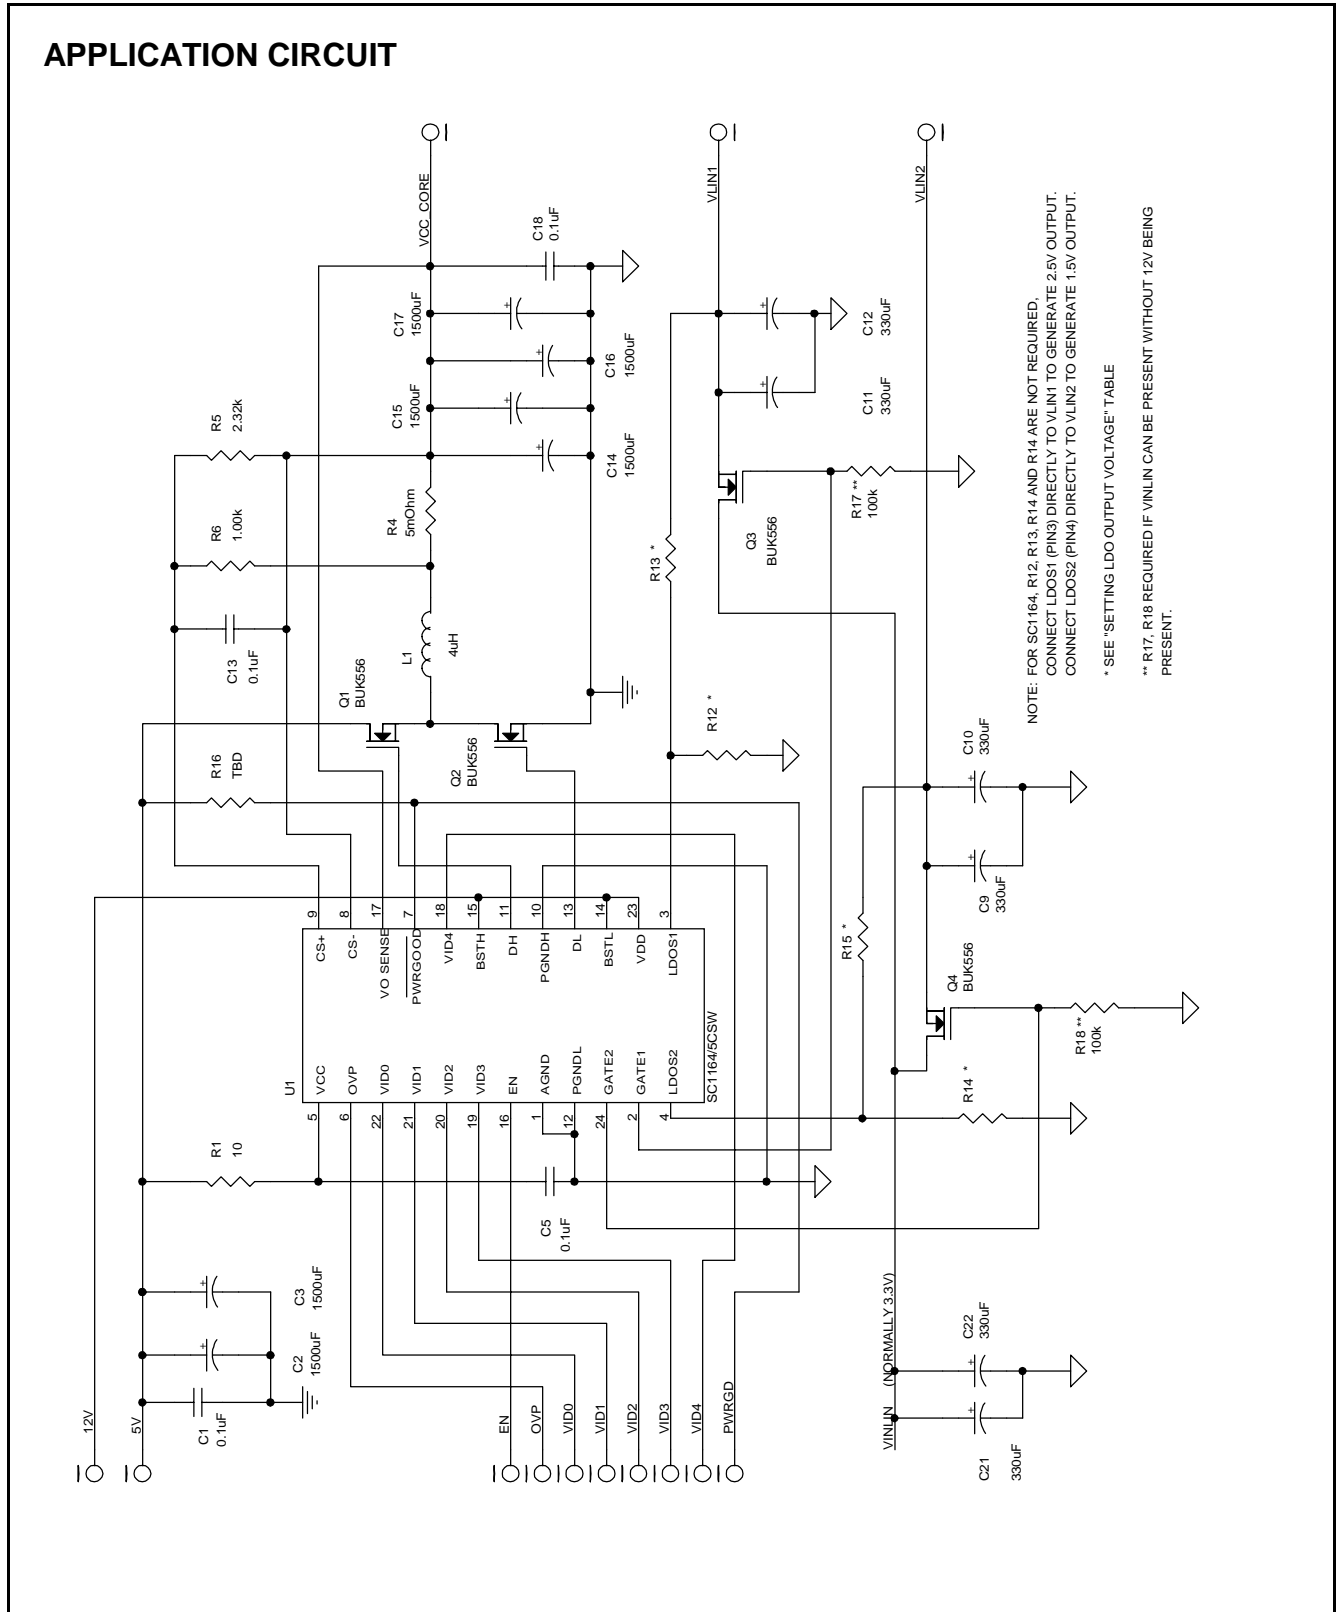 APPLICATION CIRCUIT
12V
5V
C1
0.1uF
C2
1500uF
C3
1500uF
R1
10
R16
TBD
C13
0.1uF
R6
1.00k
R5
2.32k
Q1
BUK556
Q2
BUK556
L1
4uH
R4
5mOhm
C15
1500uF
C17
1500uF
C14
1500uF
C16
1500uF
C18
0.1uF
VCC_CORE
U1
SC1164/5CSW
5
VCC
6
OVP
22
VID0
21
VID1
20
VID2
19
VID3
16
EN
1
AGND
12
PGNDL
24
GATE2
2
GATE1
4
LDOS2
CS+
9
CS-
8
VO SENSE
17
PWRGOOD
7
VID4
18
BSTH
15
DH
11
PGNDH
10
DL
13
BSTL
14
VDD
23
LDOS1
3
C5
0.1uF
EN
OVP
VID0
VID1
VID2
VID3
VID4
PWRGD
R12 *
R13 *
Q3
BUK556
R17 **
100k
C11
330uF
C12
330uF
VLIN1
VINLIN (NORMALLY 3.3V)
C21
330uF
C22
330uF
R14 *
R15 *
Q4
BUK556
R18 **
100k
C9
330uF
C10
330uF
VLIN2
NOTE: FOR SC1164, R12, R13, R14 AND R14 ARE NOT REQUIRED,
CONNECT LDOS1 (PIN3) DIRECTLY TO VLIN1 TO GENERATE 2.5V OUTPUT.
CONNECT LDOS2 (PIN4) DIRECTLY TO VLIN2 TO GENERATE 1.5V OUTPUT.
* SEE "SETTING LDO OUTPUT VOLTAGE" TABLE
** R17, R18 REQUIRED IF VINLIN CAN BE PRESENT WITHOUT 12V BEING
PRESENT.